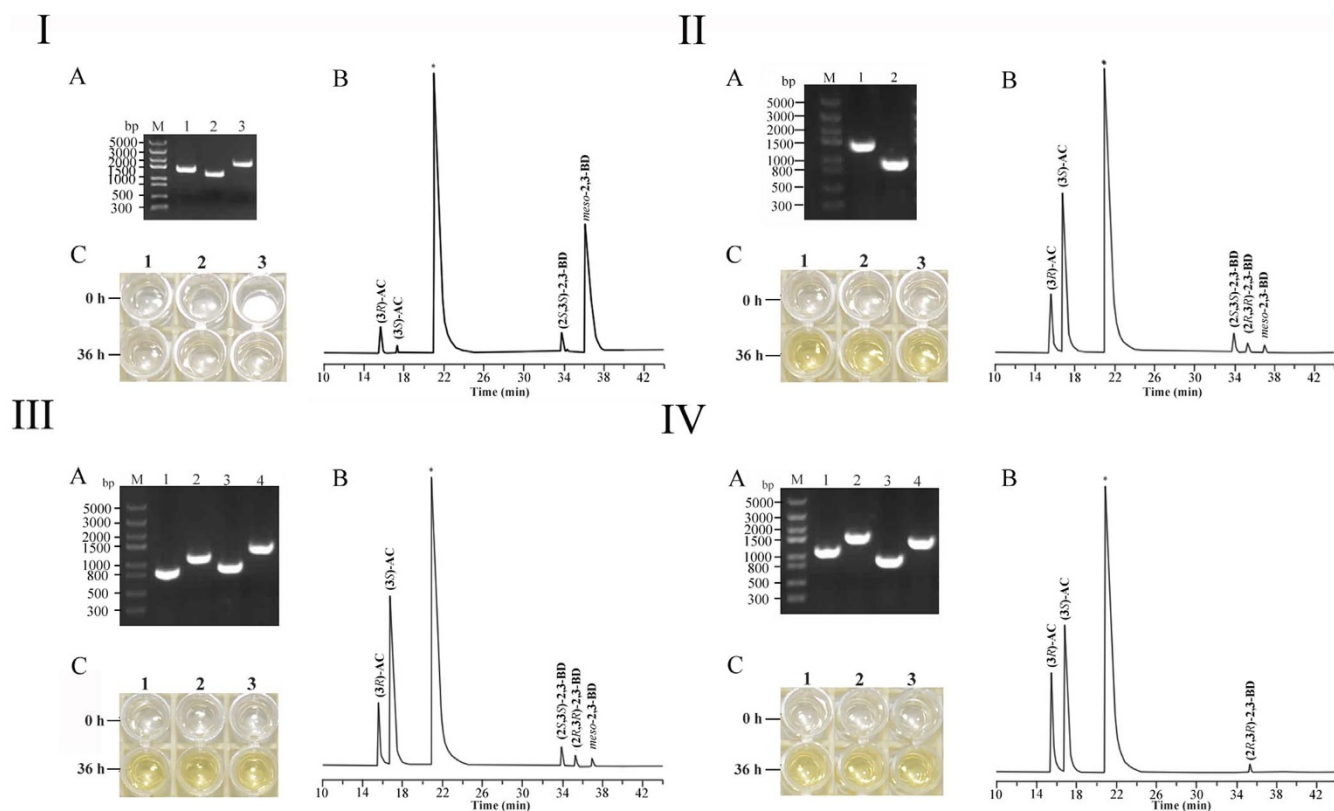 I
A
bp M 1 2 3
5000
3000
2000
1500
1000
500
300
B
*
(3R)-AC
(3S)-AC
(2S,3S)-2,3-BD
meso-2,3-BD
10 14 18 22 26 30 34 38 42
Time (min)
C
1 2 3
0 h
36 h
II
A
bp M 1 2
5000
3000
2000
1500
1000
800
500
300
B
*
(3R)-AC
(3S)-AC
(2S,3S)-2,3-BD
(2R,3R)-2,3-BD
meso-2,3-BD
10 14 18 22 26 30 34 38 42
Time (min)
C
1 2 3
0 h
36 h
III
A
bp M 1 2 3 4
5000
3000
2000
1500
1000
800
500
300
B
*
(3R)-AC
(3S)-AC
(2S,3S)-2,3-BD
(2R,3R)-2,3-BD
meso-2,3-BD
10 14 18 22 26 30 34 38 42
Time (min)
C
1 2 3
0 h
36 h
IV
A
bp M 1 2 3 4
5000
3000
2000
1500
1000
800
500
300
B
*
(3R)-AC
(3S)-AC
(2R,3R)-2,3-BD
10 14 18 22 26 30 34 38 42
Time (min)
C
1 2 3
0 h
36 h